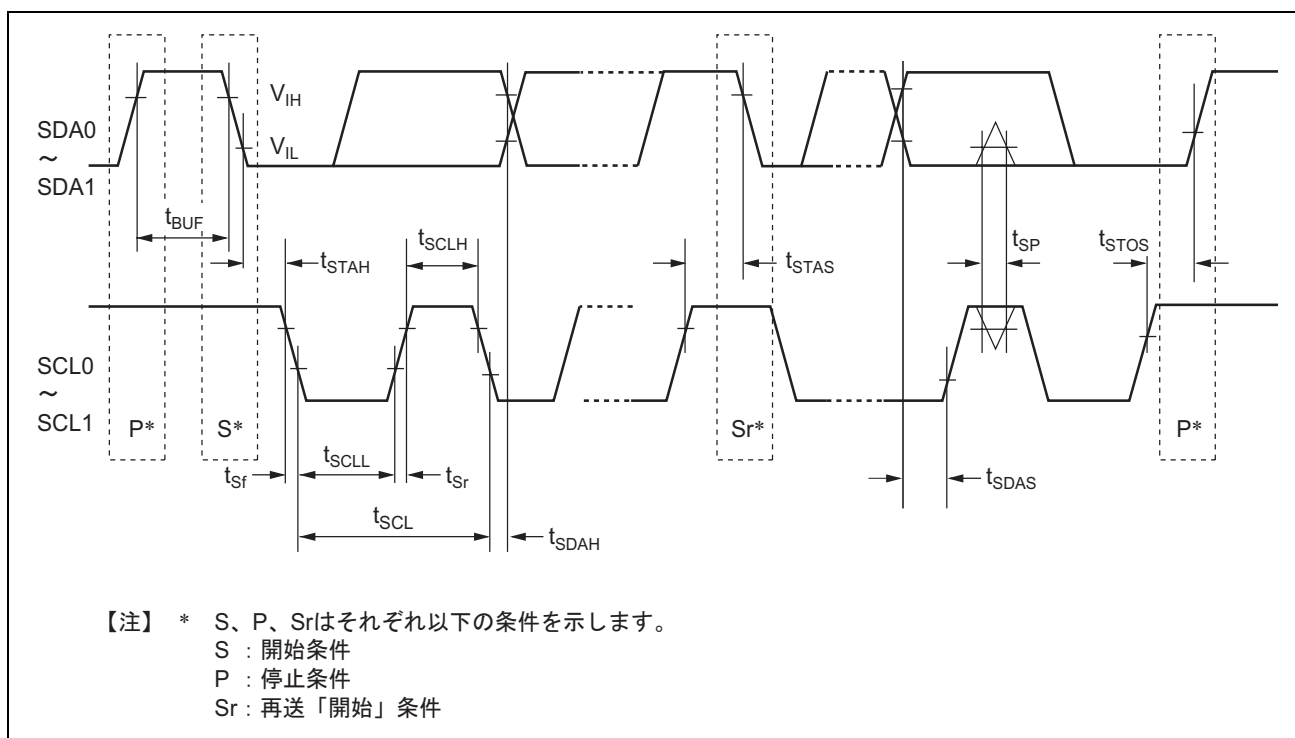 V_IH
SDA0
～
SDA1
V_IL
t_BUF
t_SCLH
t_STAH
t_STAS
t_SP
t_STOS
SCL0
～
SCL1
P*
S*
Sr*
P*
t_Sf
t_SCLL
t_Sr
t_SDAS
t_SCL
t_SDAH
【注】 * S、P、Srはそれぞれ以下の条件を示します。
S ：開始条件
P ：停止条件
Sr：再送「開始」条件